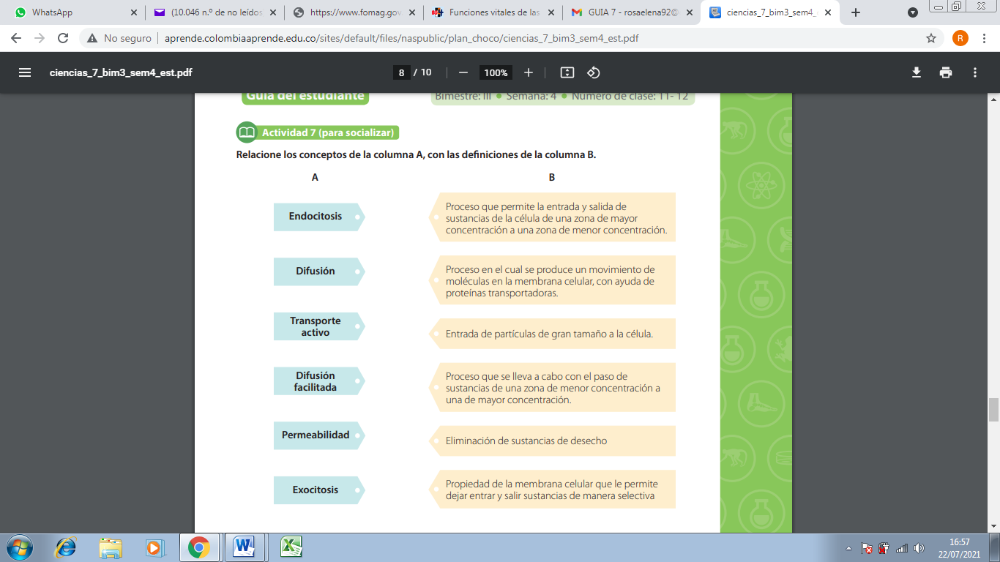 WhatsApp
(10.046 n.º de no leídos
https://www.fomag.gov
Funciones vitales de las
GUIA 7 - rosaelena92@
ciencias_7_bim3_sem4_
No seguro
aprende.colombiaaprende.edu.co/sites/default/files/naspublic/plan_choco/ciencias_7_bim3_sem4_est.pdf
R
ciencias_7_bim3_sem4_est.pdf
8 / 10
100%
Guía del estudiante
Bimestre: III • Semana: 4 • Número de clase: 11- 12
Actividad 7 (para socializar)
Relacione los conceptos de la columna A, con las definiciones de la columna B.
A
B
Endocitosis
Proceso que permite la entrada y salida de
sustancias de la célula de una zona de mayor
concentración a una zona de menor concentración.
Difusión
Proceso en el cual se produce un movimiento de
moléculas en la membrana celular, con ayuda de
proteínas transportadoras.
Transporte
activo
Entrada de partículas de gran tamaño a la célula.
Difusión
facilitada
Proceso que se lleva a cabo con el paso de
sustancias de una zona de menor concentración a
una de mayor concentración.
Permeabilidad
Eliminación de sustancias de desecho
Exocitosis
Propiedad de la membrana celular que le permite
dejar entrar y salir sustancias de manera selectiva
16:57
22/07/2021